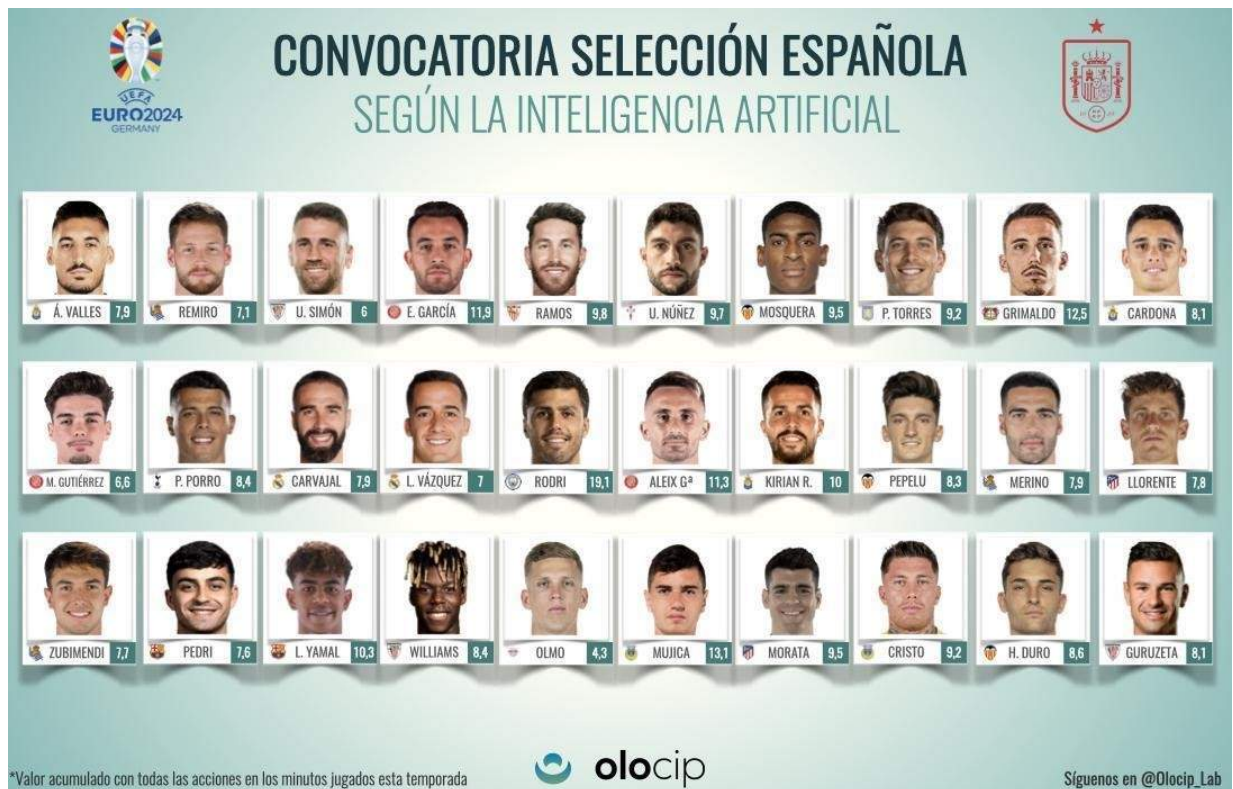 CONVOCATORIA SELECCIÓN ESPAÑOLA
SEGÚN LA INTELIGENCIA ARTIFICIAL
UEFA
EURO2024
GERMANY
Á. VALLES 7,9
REMIRO 7,1
U. SIMÓN 6
E. GARCÍA 11,9
RAMOS 9,8
U. NÚÑEZ 9,7
MOSQUERA 9,5
P. TORRES 9,2
GRIMALDO 12,5
CARDONA 8,1
M. GUTIÉRREZ 6,6
P. PORRO 8,4
CARVAJAL 7,9
L. VÁZQUEZ 7
RODRI 19,1
ALEIX Gª 11,3
KIRIAN R. 10
PEPELU 8,3
MERINO 7,9
LLORENTE 7,8
ZUBIMENDI 7,7
PEDRI 7,6
L. YAMAL 10,3
WILLIAMS 8,4
OLMO 4,3
MUJICA 13,1
MORATA 9,5
CRISTO 9,2
H. DURO 8,6
GURUZETA 8,1
*Valor acumulado con todas las acciones en los minutos jugados esta temporada
olocip
Síguenos en @Olocip_Lab